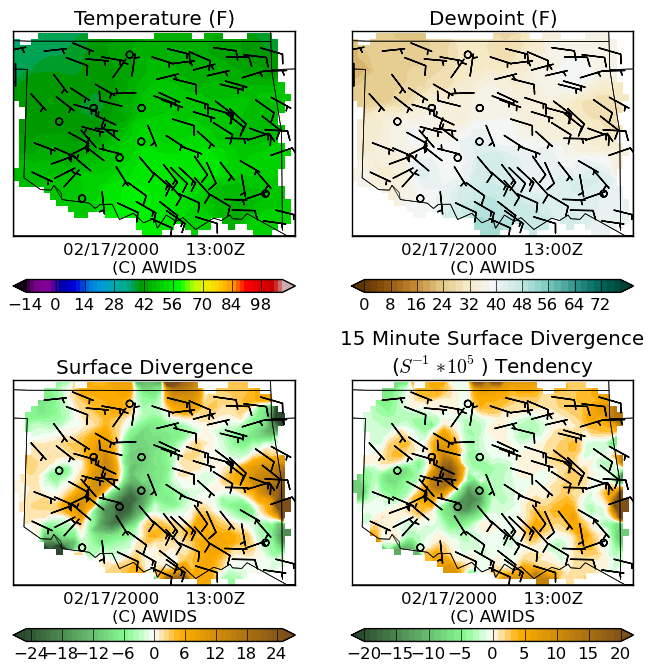 Temperature (F)
Dewpoint (F)
02/17/2000 13:00Z
(C) AWIDS
02/17/2000 13:00Z
(C) AWIDS
−14 0 14 28 42 56 70 84 98
0 8 16 24 32 40 48 56 64 72
Surface Divergence
15 Minute Surface Divergence
(S⁻¹ *10⁵ ) Tendency
02/17/2000 13:00Z
(C) AWIDS
02/17/2000 13:00Z
(C) AWIDS
−24 −18 −12 −6 0 6 12 18 24
−20 −15 −10 −5 0 5 10 15 20